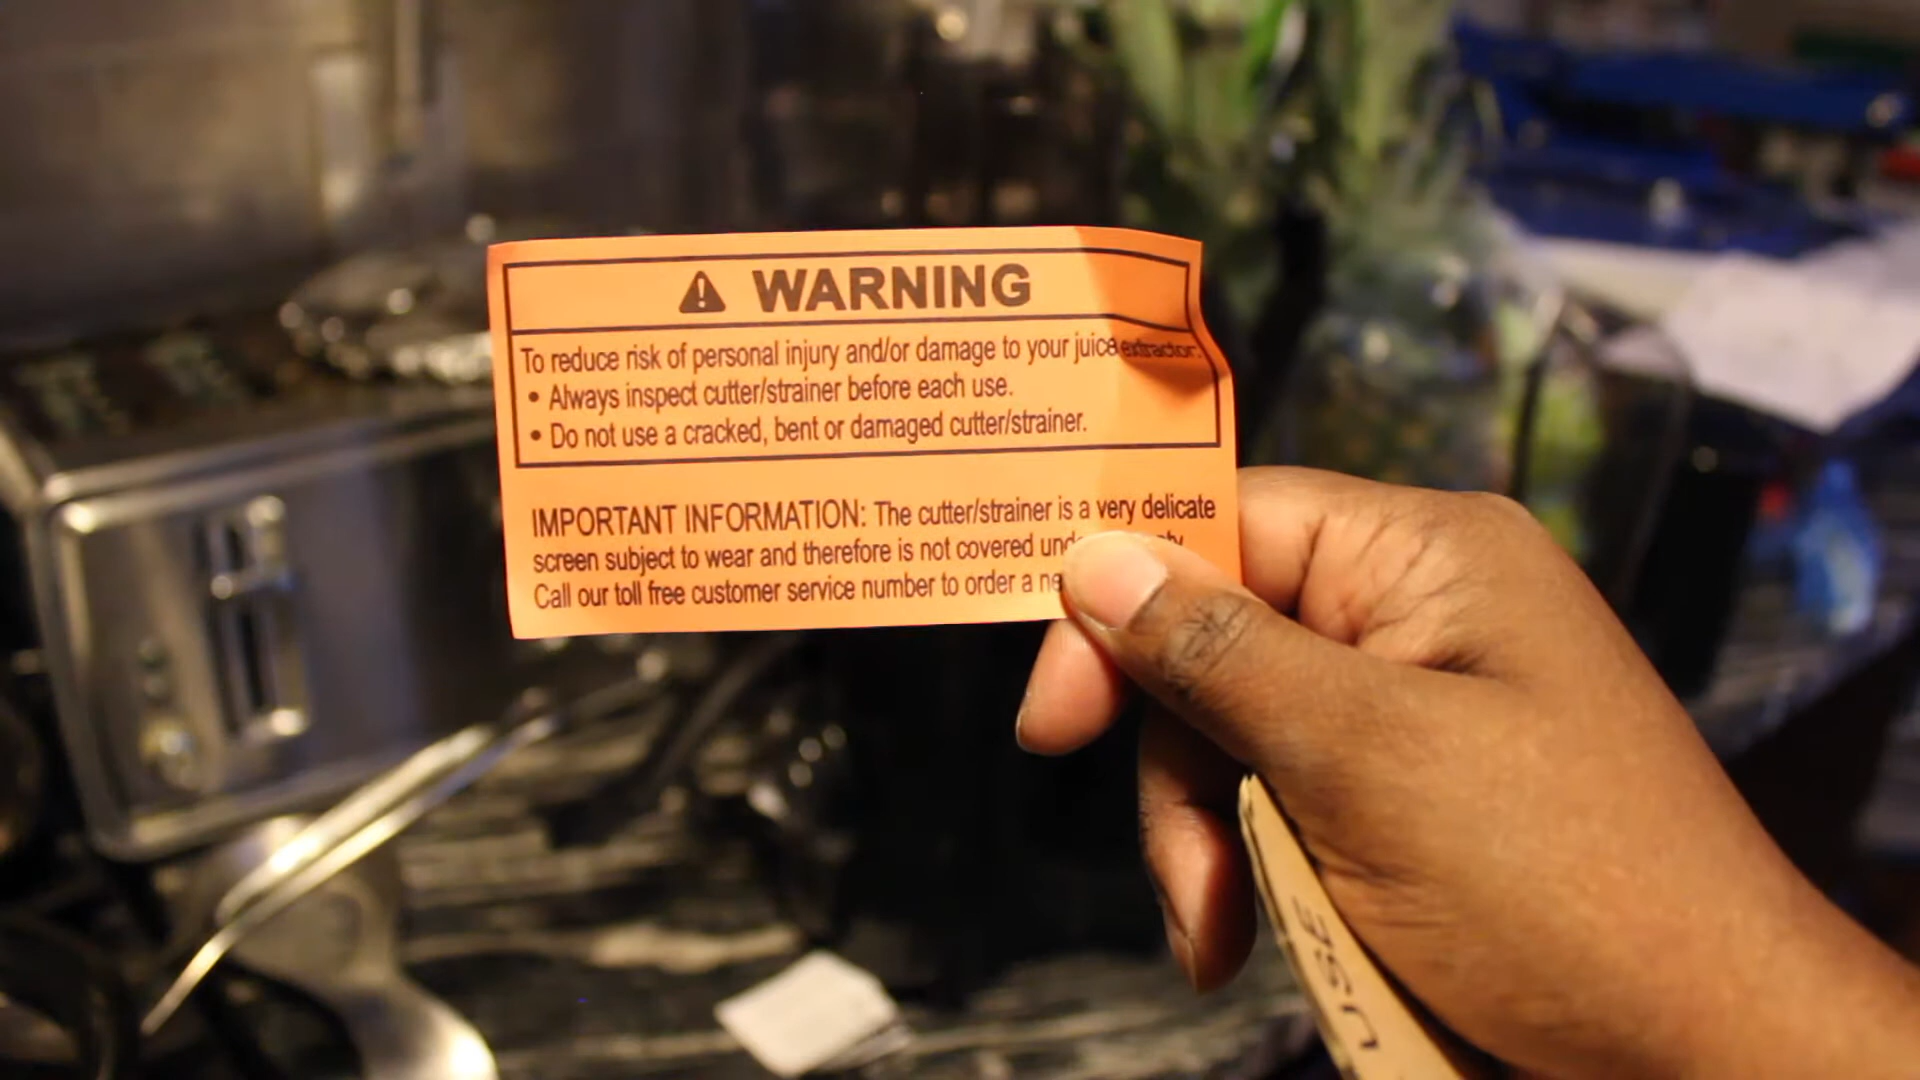 WARNING
To reduce risk of personal injury and/or damage to your juice extractor:
• Always inspect cutter/strainer before each use.
• Do not use a cracked, bent or damaged cutter/strainer.
IMPORTANT INFORMATION: The cutter/strainer is a very delicate
screen subject to wear and therefore is not covered
Call our toll free customer service number to order a
USE